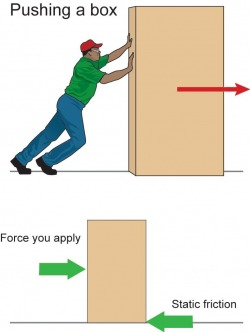 Pushing a box
Force you apply
Static friction